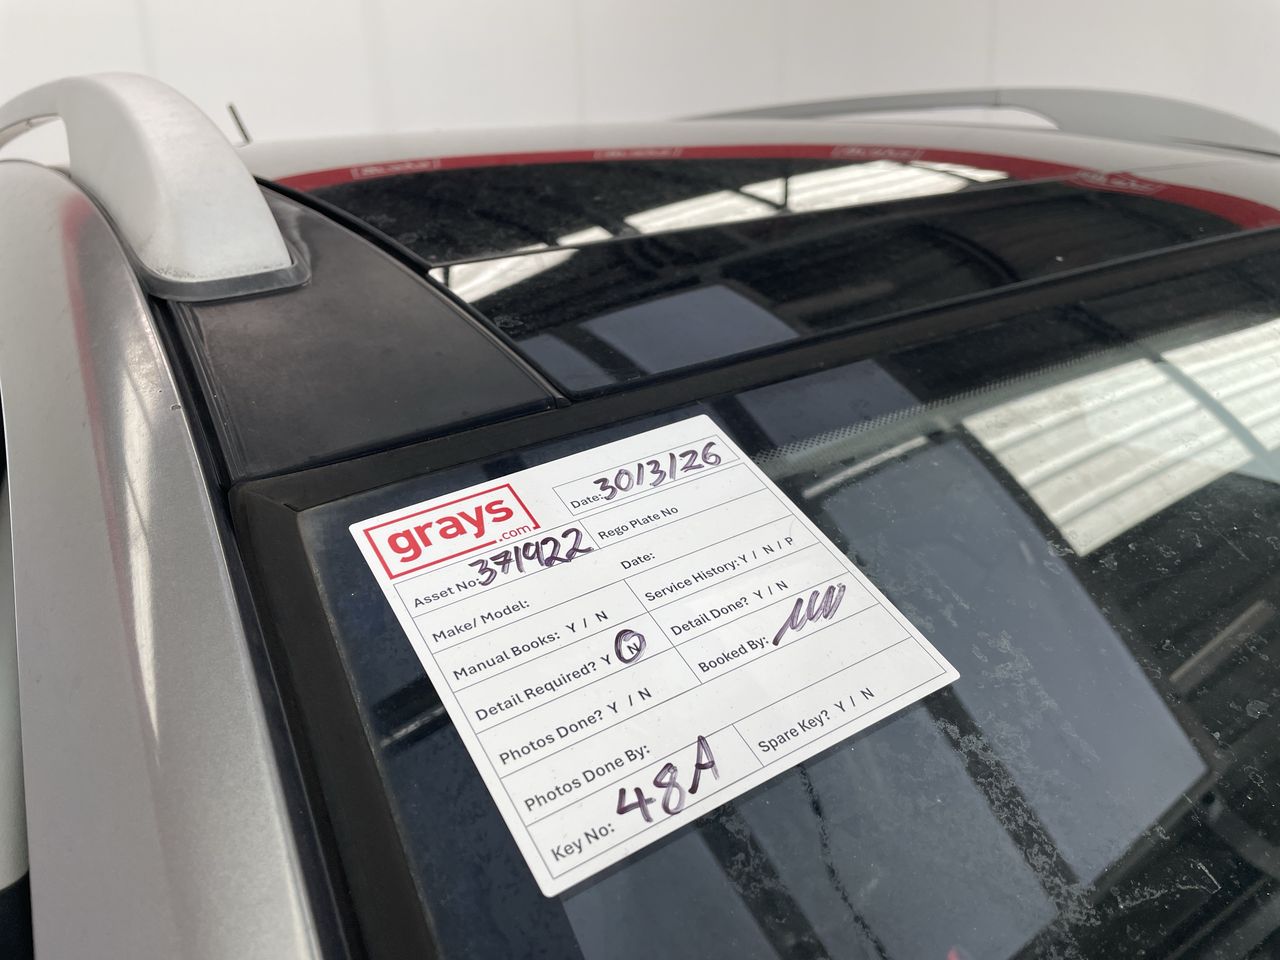 grays
.com
Date: 30/3/26
Asset No: 371922
Rego Plate No
Make/ Model:
Date:
Manual Books: Y / N
Service History: Y / N / P
Detail Required? Y N
Detail Done? Y / N
Photos Done? Y / N
Booked By:
Photos Done By:
Key No: 48A
Spare Key? Y / N